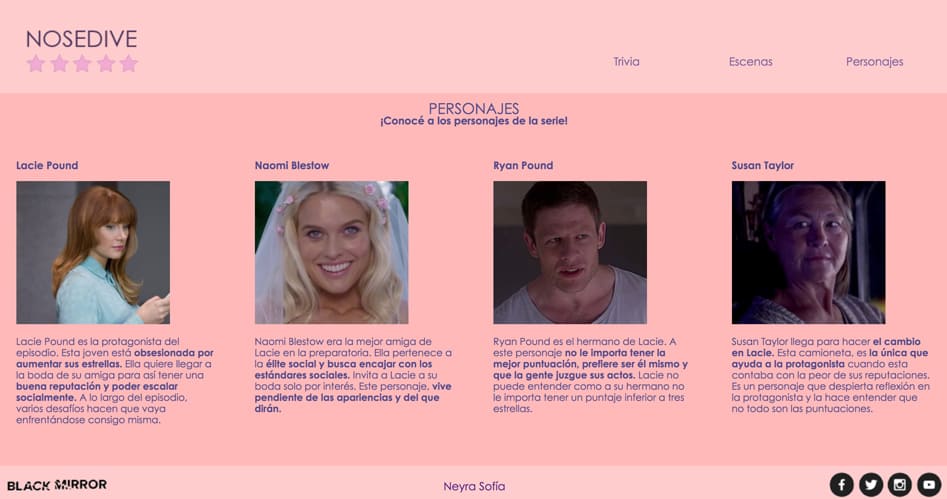 NOSEDIVE
Trivia
Escenas
Personajes
PERSONAJES
¡Conocé a los personajes de la serie!
Lacie Pound
Lacie Pound es la protagonista del
episodio. Esta joven está obsesionada por
aumentar sus estrellas. Ella quiere llegar a
la boda de su amiga para así tener una
buena reputación y poder escalar
socialmente. A lo largo del episodio,
varios desafíos hacen que vaya
enfrentándose consigo misma.
Naomi Blestow
Naomi Blestow era la mejor amiga de
Lacie en la preparatoria. Ella pertenece a
la élite social y busca encajar con los
estándares sociales. Invita a Lacie a su
boda solo por interés. Este personaje, vive
pendiente de las apariencias y del que
dirán.
Ryan Pound
Ryan Pound es el hermano de Lacie. A
este personaje no le importa tener la
mejor puntuación, prefiere ser él mismo y
que la gente juzgue sus actos. Lacie no
puede entender como a su hermano no
le importa tener un puntaje inferior a tres
estrellas.
Susan Taylor
Susan Taylor llega para hacer el cambio
en Lacie. Esta camioneta, es la única que
ayuda a la protagonista cuando esta
contaba con la peor de sus reputaciones.
Es un personaje que despierta reflexión en
la protagonista y la hace entender que
no todo son las puntuaciones.
BLACK MIRROR
Neyra Sofía